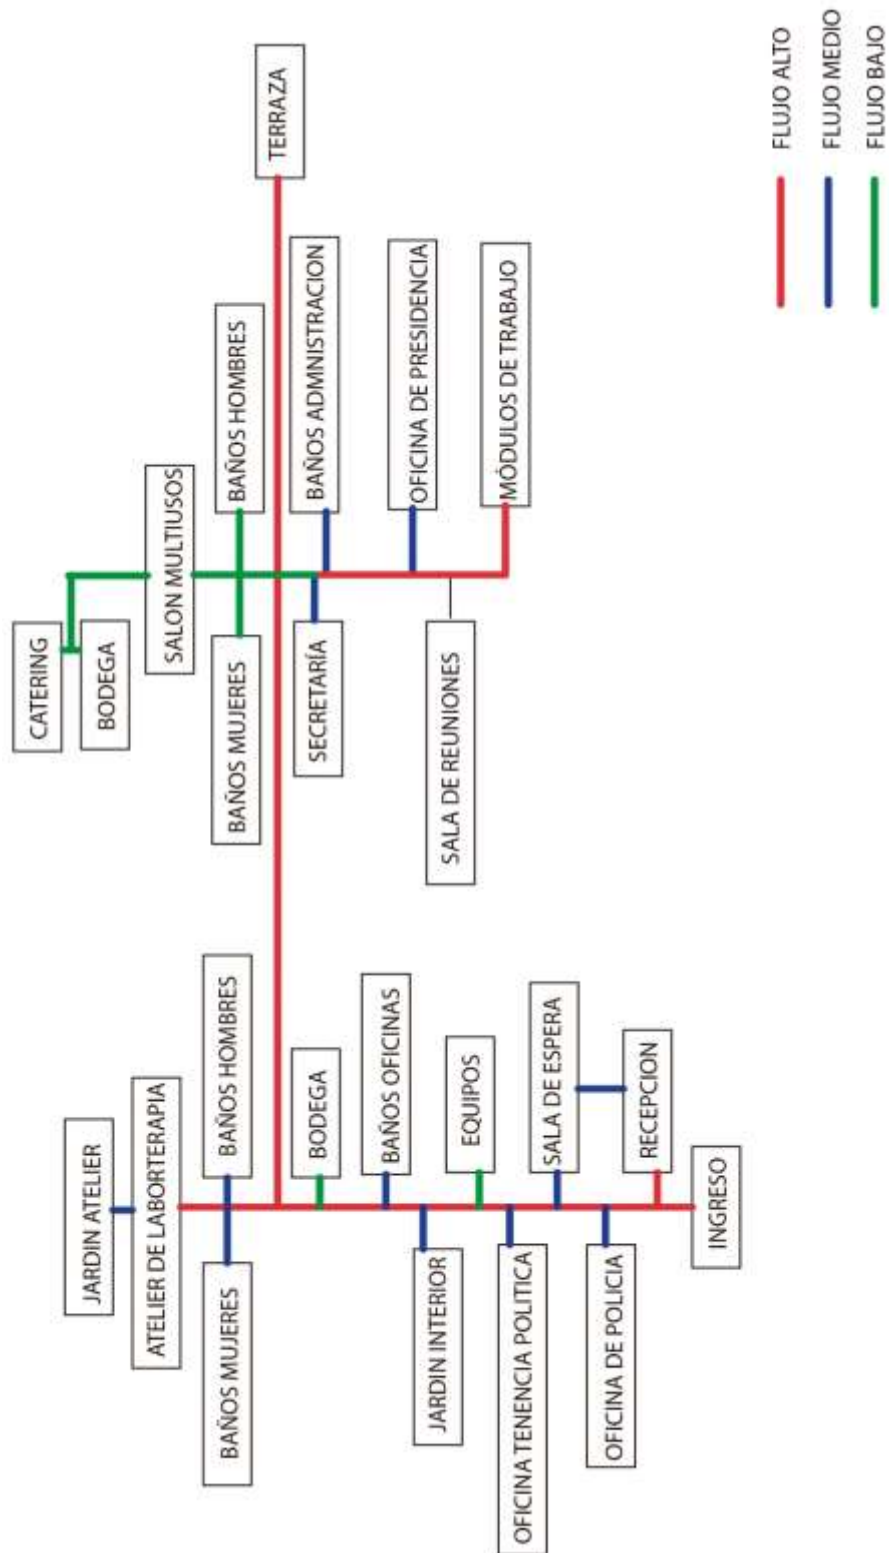 JARDIN ATELIER
ATELIER DE LABORTERAPIA
BAÑOS MUJERES
BAÑOS HOMBRES
BODEGA
BAÑOS OFICINAS
JARDIN INTERIOR
EQUIPOS
OFICINA TENENCIA POLITICA
SALA DE ESPERA
OFICINA DE POLICIA
RECEPCION
INGRESO
CATERING
BODEGA
SALON MULTIUSOS
BAÑOS MUJERES
BAÑOS HOMBRES
TERRAZA
SECRETARÍA
BAÑOS ADMNISTRACION
OFICINA DE PRESIDENCIA
SALA DE REUNIONES
MÓDULOS DE TRABAJO
FLUJO ALTO
FLUJO MEDIO
FLUJO BAJO